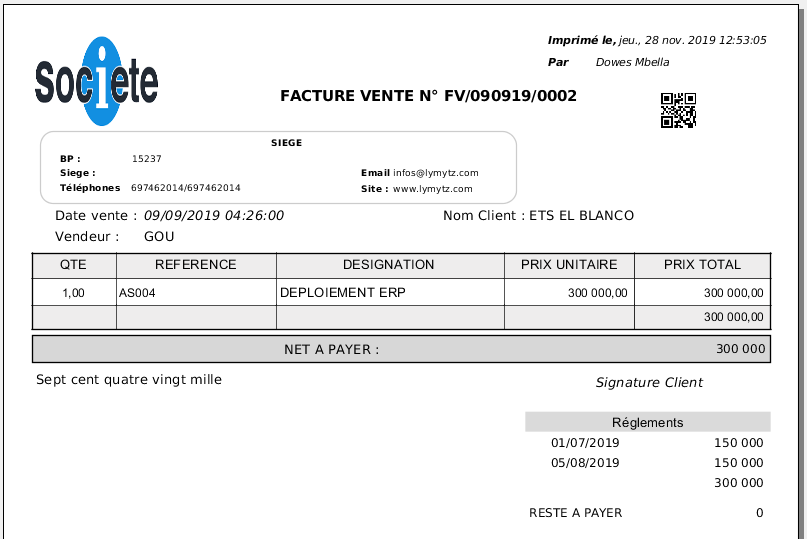 Imprimé le, jeu., 28 nov. 2019 12:53:05
Par Dowes Mbella
societe
FACTURE VENTE N° FV/090919/0002
SIEGE
BP : 15237
Siege : Email infos@lymytz.com
Téléphones 697462014/697462014 Site : www.lymytz.com
Date vente : 09/09/2019 04:26:00 Nom Client : ETS EL BLANCO
Vendeur : GOU
QTE REFERENCE DESIGNATION PRIX UNITAIRE PRIX TOTAL
1,00 AS004 DEPLOIEMENT ERP 300 000,00 300 000,00
300 000,00
NET A PAYER : 300 000
Sept cent quatre vingt mille Signature Client
Réglements
01/07/2019 150 000
05/08/2019 150 000
300 000
RESTE A PAYER 0